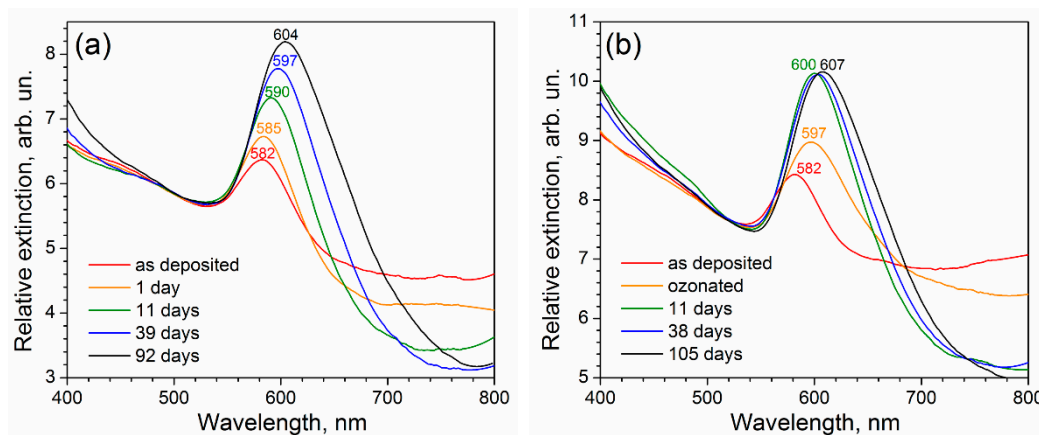 (a)
Relative extinction, arb. un.
8
7
6
5
4
3
604
597
590
585
582
as deposited
1 day
11 days
39 days
92 days
400 500 600 700 800
Wavelength, nm
(b)
Relative extinction, arb. un.
11
10
9
8
7
6
5
600 607
597
582
as deposited
ozonated
11 days
38 days
105 days
400 500 600 700 800
Wavelength, nm